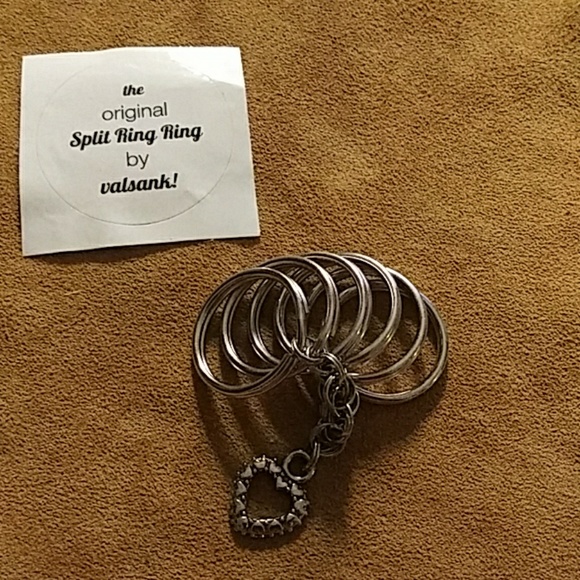 the
original
Split Ring Ring
by
valsank!